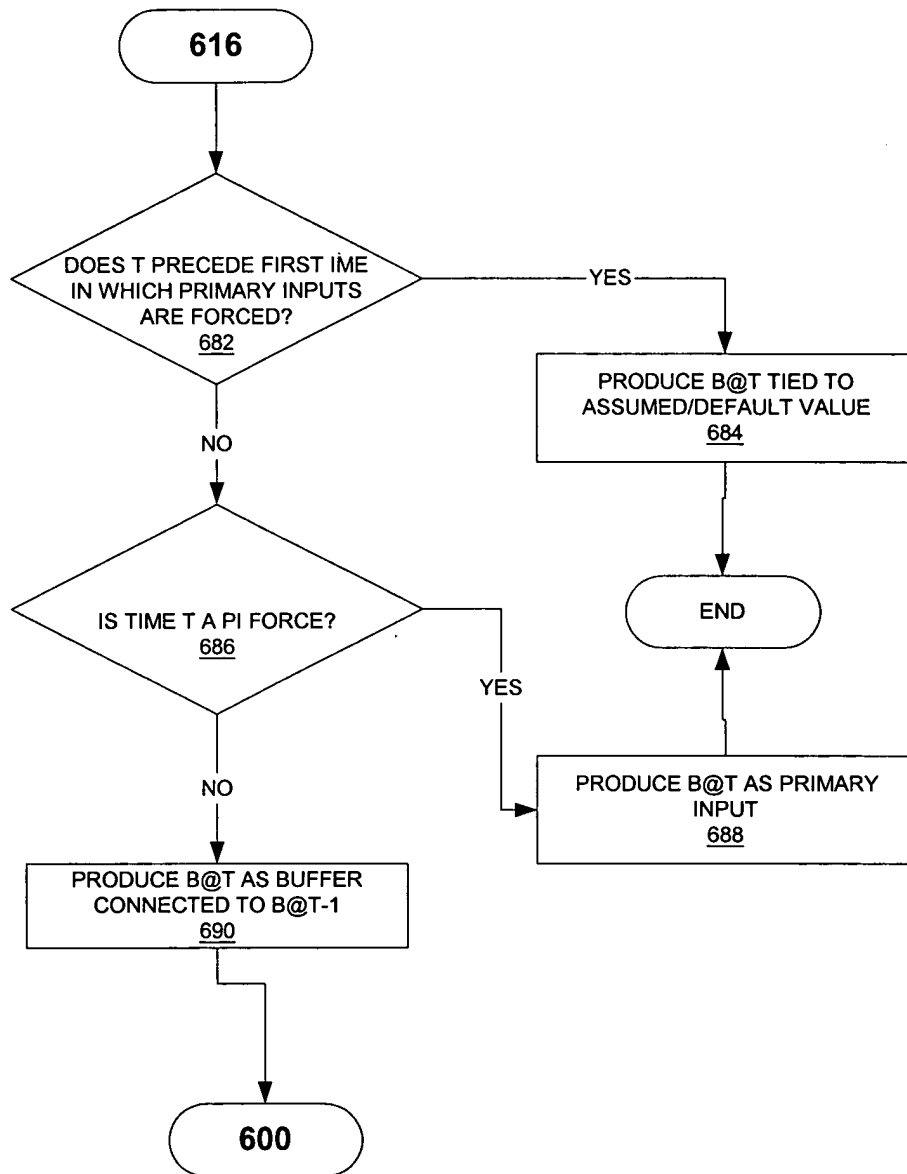 616
DOES T PRECEDE FIRST IME
IN WHICH PRIMARY INPUTS
ARE FORCED?
682
YES
PRODUCE B@T TIED TO
ASSUMED/DEFAULT VALUE
684
NO
END
IS TIME T A PI FORCE?
686
YES
PRODUCE B@T AS PRIMARY
INPUT
688
NO
PRODUCE B@T AS BUFFER
CONNECTED TO B@T-1
690
600